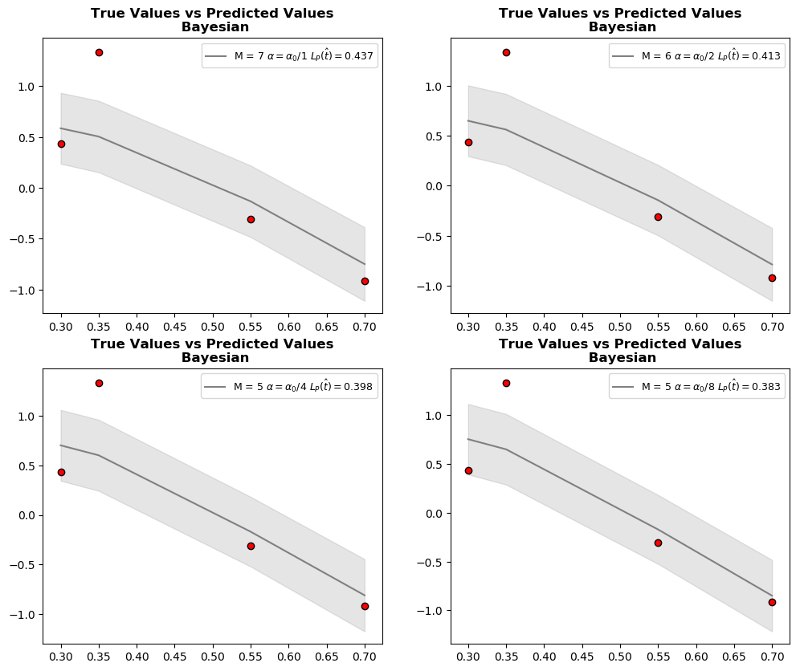 True Values vs Predicted Values
Bayesian
M = 7 α = α₀/1 Lₚ(t̂) = 0.437
1.0
0.5
0.0
−0.5
−1.0
0.30 0.35 0.40 0.45 0.50 0.55 0.60 0.65 0.70
True Values vs Predicted Values
Bayesian
M = 6 α = α₀/2 Lₚ(t̂) = 0.413
1.0
0.5
0.0
−0.5
−1.0
0.30 0.35 0.40 0.45 0.50 0.55 0.60 0.65 0.70
True Values vs Predicted Values
Bayesian
M = 5 α = α₀/4 Lₚ(t̂) = 0.398
1.0
0.5
0.0
−0.5
−1.0
0.30 0.35 0.40 0.45 0.50 0.55 0.60 0.65 0.70
True Values vs Predicted Values
Bayesian
M = 5 α = α₀/8 Lₚ(t̂) = 0.383
1.0
0.5
0.0
−0.5
−1.0
0.30 0.35 0.40 0.45 0.50 0.55 0.60 0.65 0.70